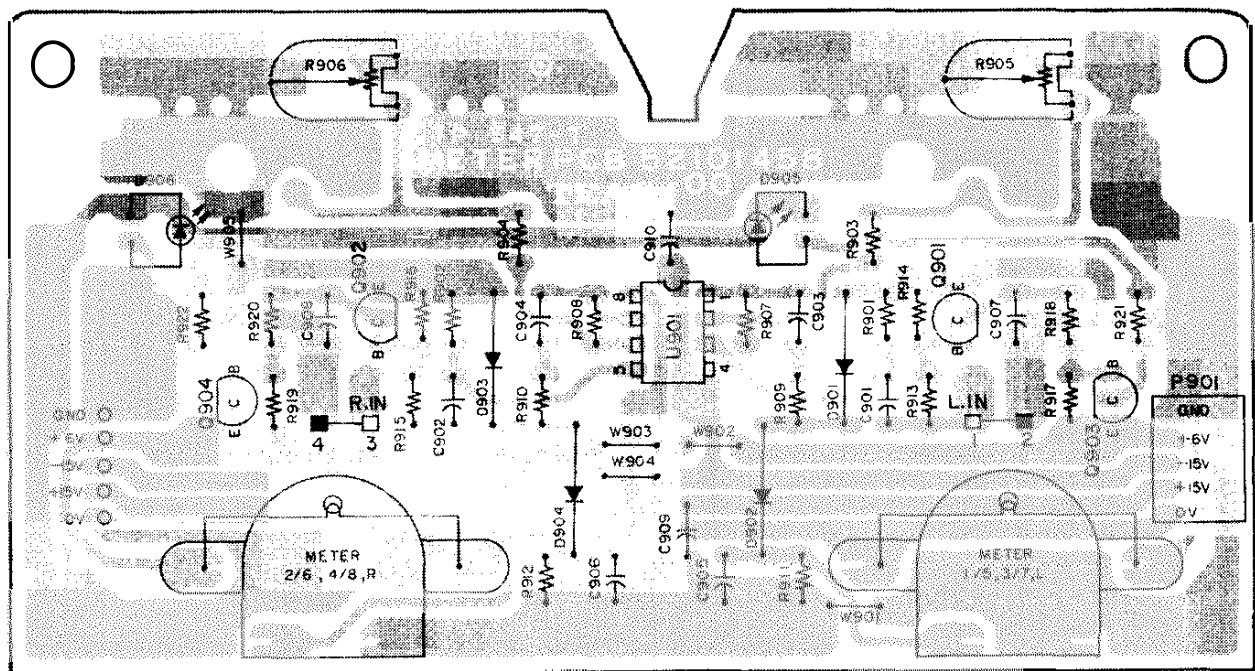 R906
R905
METER PCB 52101438
D906
D905
W905
R904
C910
R903
Q902
R914
Q901
E
E
R922
R920
C908
C
B
C904
R908
8
1
U901
5
4
R907
C903
R901
C
B
C907
R918
R921
Q904
B
C
E
R919
R.IN
4
3
R915
C902
D903
R910
R909
D901
C901
R913
L.IN
1
2
R917
B
C
E
Q903
P901
GND
+6V
-15V
+15V
0V
GND
+6V
-15V
+15V
0V
W903
W902
W904
D904
C909
D902
METER
2/6, 4/8, R
METER
1/5, 3/7, L
R912
C906
C905
R911
W901